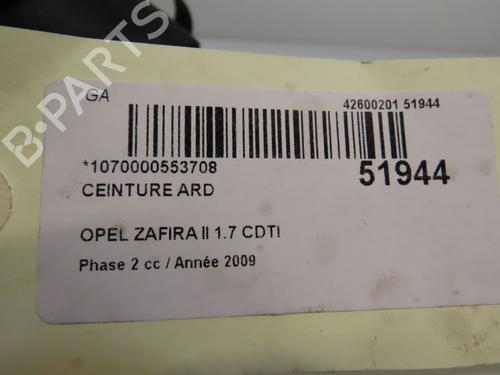 GA
42600201 51944
*1070000553708
51944
CEINTURE ARD
OPEL ZAFIRA II 1.7 CDTI
Phase 2 cc / Année 2009
B-PARTS